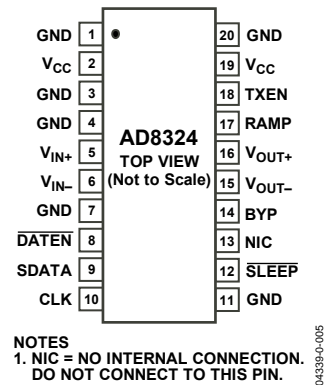 GND 1 20 GND
VCC 2 19 VCC
GND 3 18 TXEN
GND 4 17 RAMP
AD8324
TOP VIEW
(Not to Scale)
VIN+ 5 16 VOUT+
VIN– 6 15 VOUT–
GND 7 14 BYP
DATEN 8 13 NIC
SDATA 9 12 SLEEP
CLK 10 11 GND
NOTES
1. NIC = NO INTERNAL CONNECTION.
DO NOT CONNECT TO THIS PIN.
04339-0-005